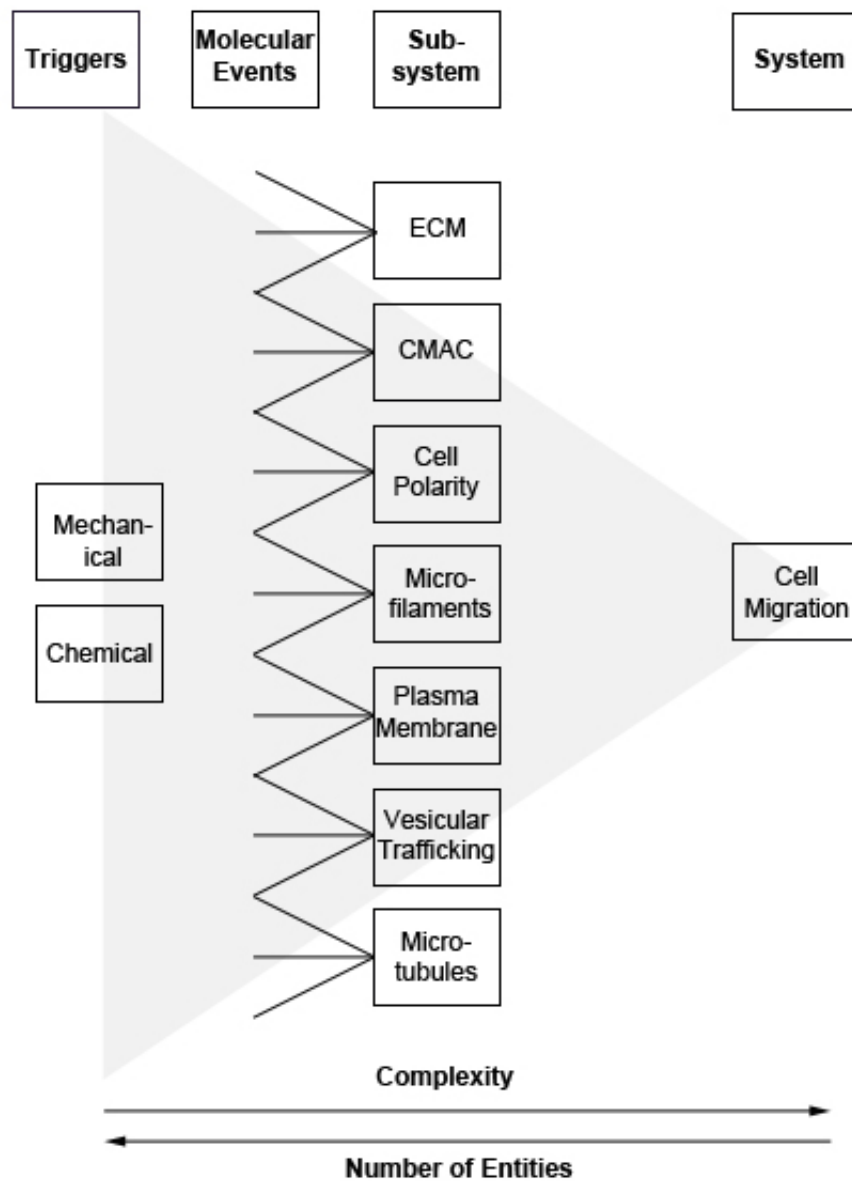 Triggers
Molecular
Events
Sub-
system
System
ECM
CMAC
Cell
Polarity
Mechan-
ical
Micro-
filaments
Cell
Migration
Chemical
Plasma
Membrane
Vesicular
Trafficking
Micro-
tubules
Complexity
Number of Entities